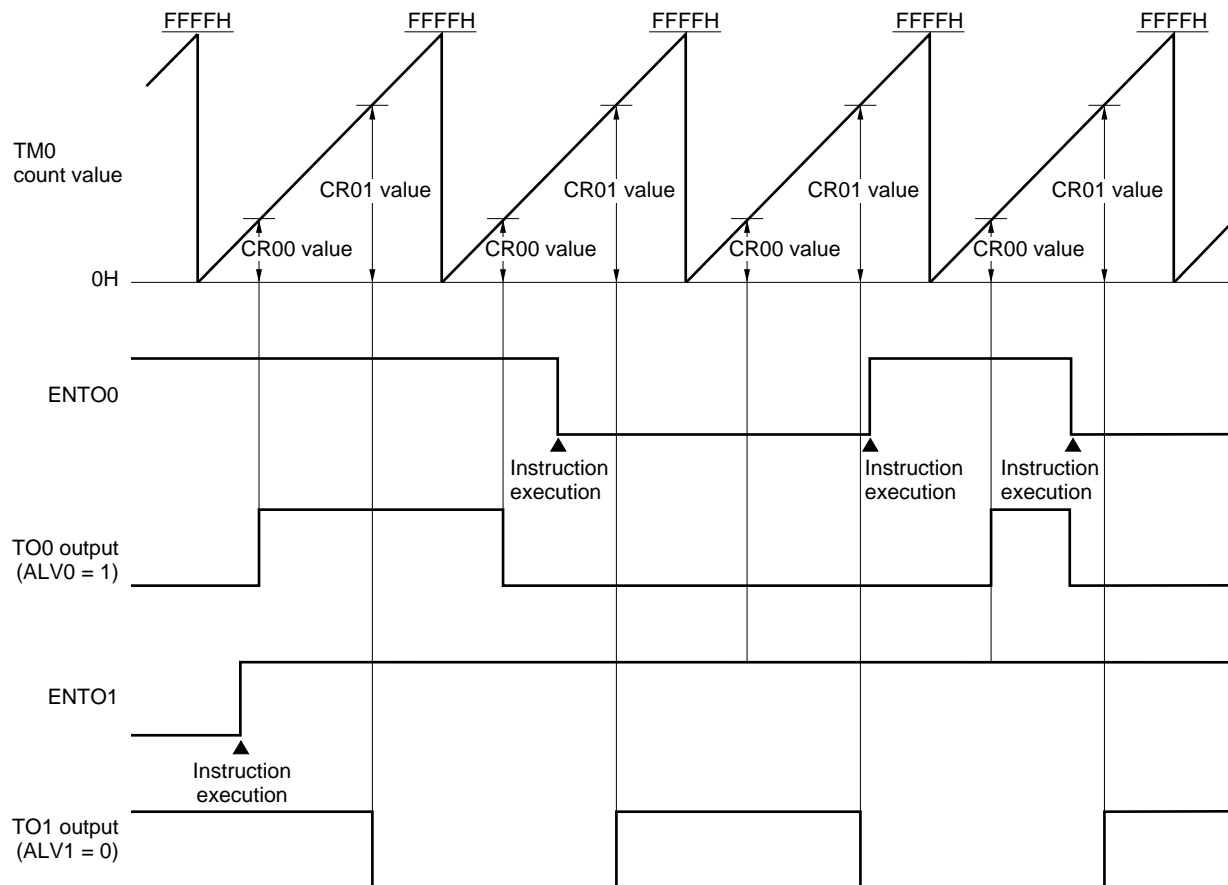 FFFFH FFFFH FFFFH FFFFH FFFFH
TM0
count value
CR01 value CR01 value CR01 value CR01 value
CR00 value CR00 value CR00 value CR00 value
0H
ENTO0
Instruction
execution
Instruction
execution
Instruction
execution
TO0 output
(ALV0 = 1)
ENTO1
Instruction
execution
TO1 output
(ALV1 = 0)